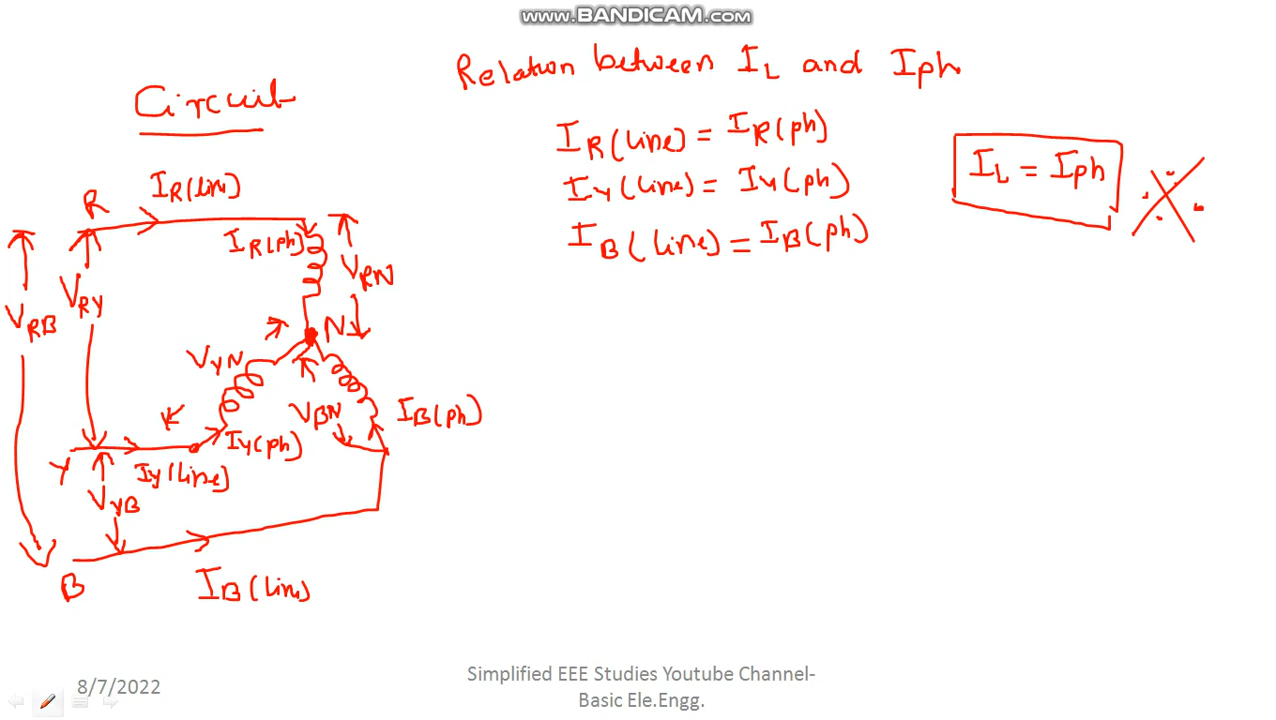 www.BANDICAM.com
Relation between IL and Iph
Circuit
IR(line) = IR(ph)
IY(line) = IY(ph)
IB(line) = IB(ph)
IL = Iph
R
IR(line)
IR(ph)
VRN
VRB
VRY
N
VYN
VBN
IB(ph)
IY(ph)
Y
IY(line)
VYB
B
IB(line)
8/7/2022
Simplified EEE Studies Youtube Channel-
Basic Ele.Engg.